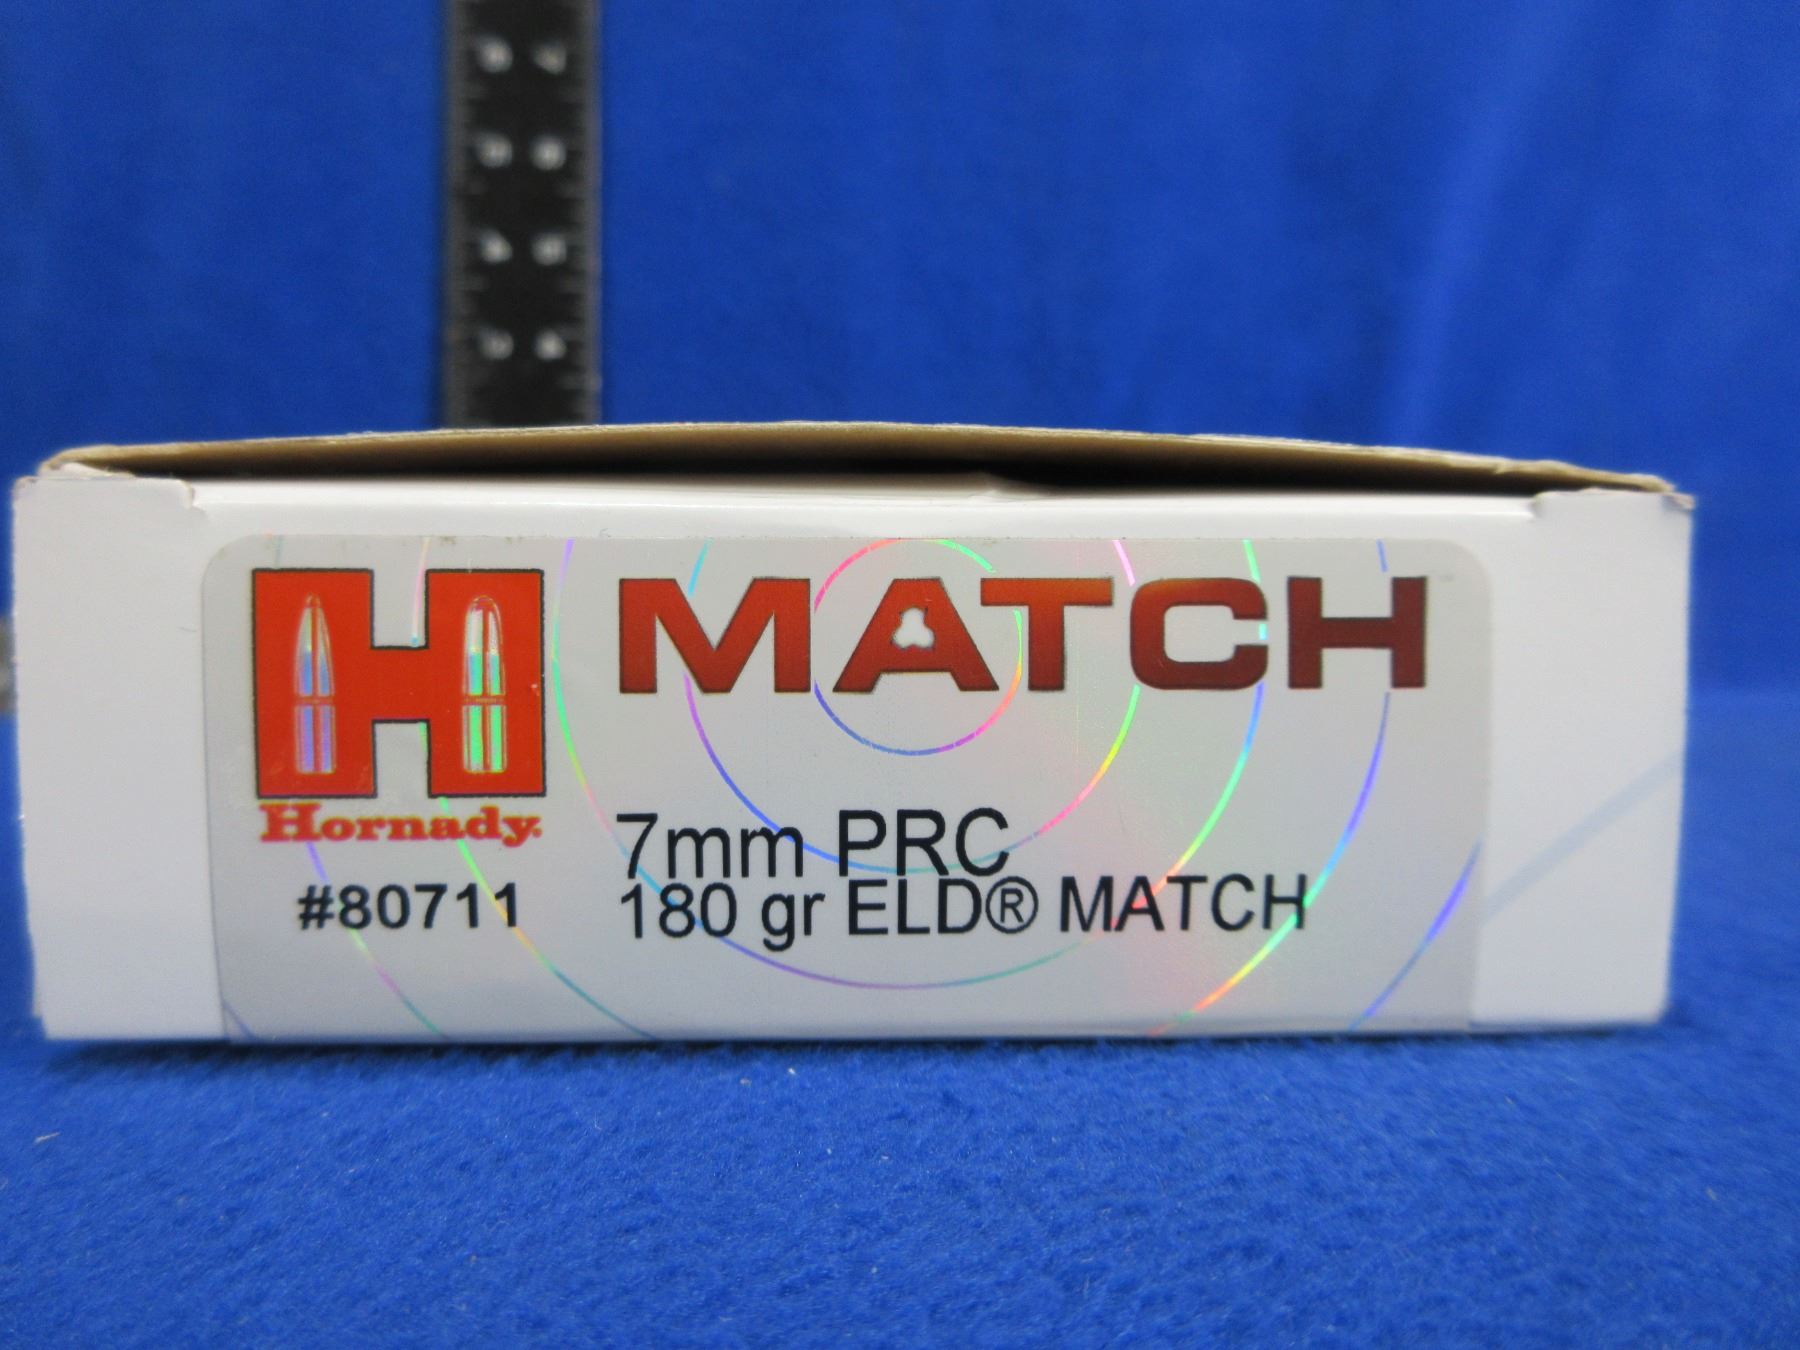 MATCH
Hornady
7mm PRC
#80711
180 gr ELD® MATCH